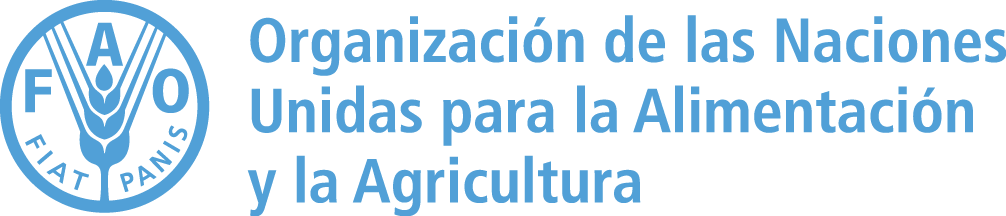 F A O
FIAT PANIS
Organización de las Naciones
Unidas para la Alimentación
y la Agricultura